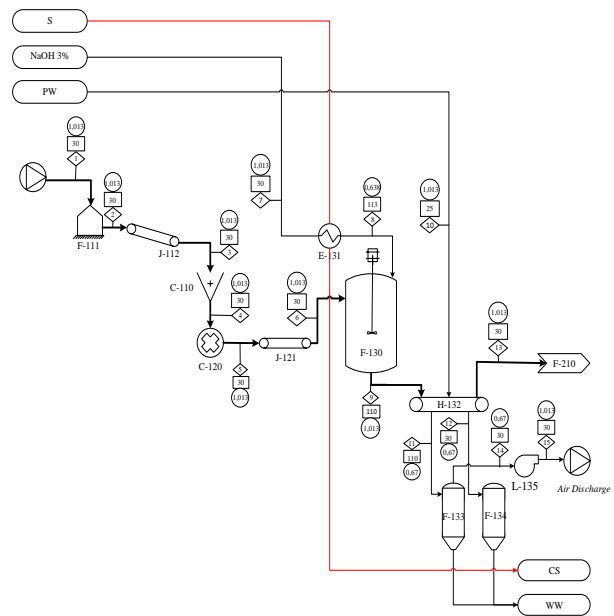 S
NaOH 3%
PW
1,013
30
1
1,013
30
2
F-111
J-112
1,013
30
3
C-110
1,013
30
4
C-120
5
30
1,013
J-121
1,013
30
6
1,013
30
7
E-131
0,638
113
8
F-130
1,013
25
10
9
110
1,013
H-132
1,013
30
13
F-210
11
110
0,67
12
30
0,67
0,67
30
14
1,013
30
15
L-135
Air Discharge
F-133
F-134
CS
WW